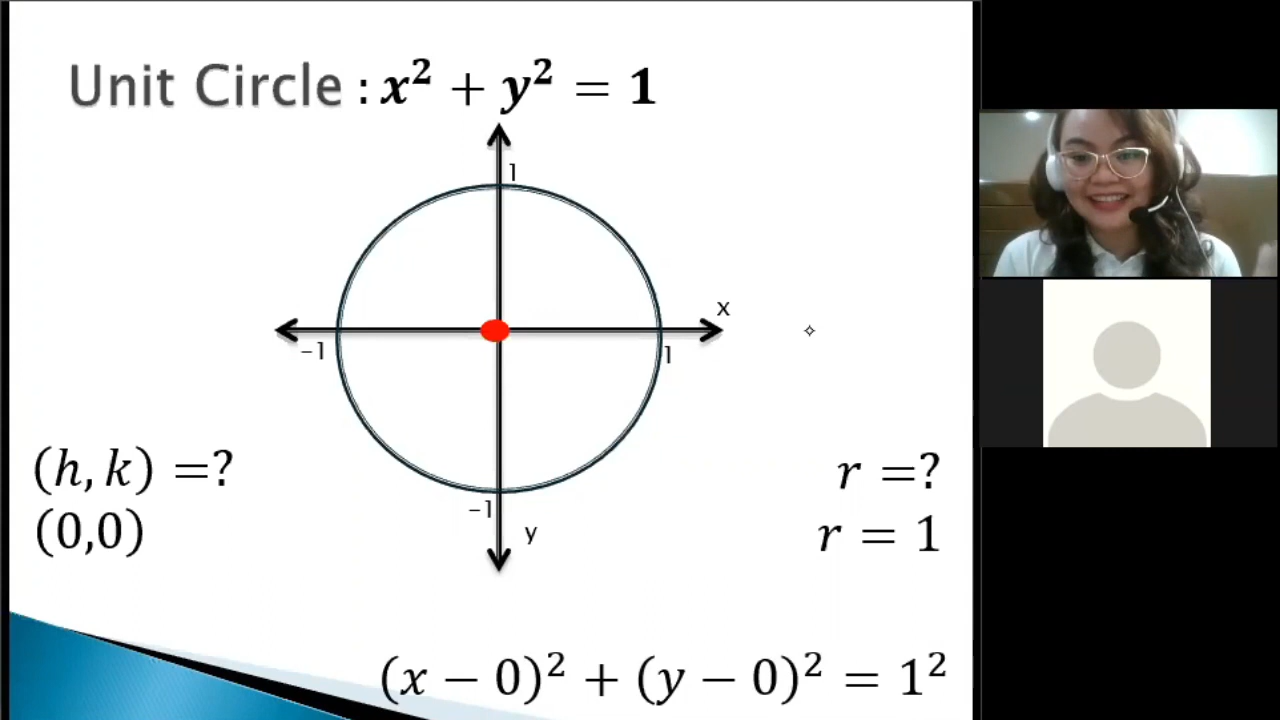 Unit Circle : x² + y² = 1
1
x
−1
1
−1
y
(h, k) =?
(0,0)
r =?
r = 1
(x − 0)² + (y − 0)² = 1²